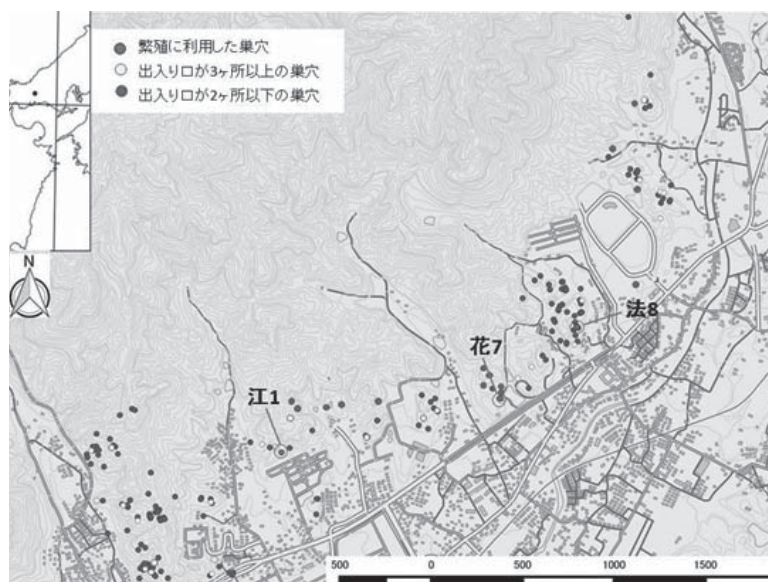 繁殖に利用した巣穴
出入り口が3ヶ所以上の巣穴
出入り口が2ヶ所以下の巣穴
N
法8
花7
江1
500 0 500 1000 1500